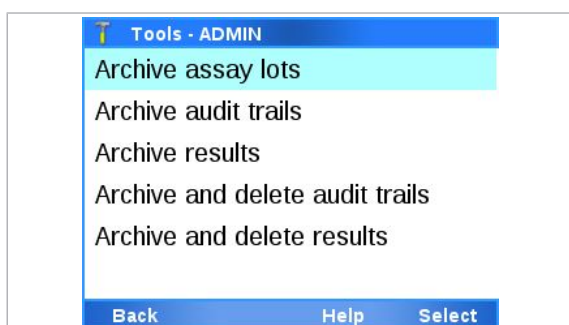 Tools - ADMIN
Archive assay lots
Archive audit trails
Archive results
Archive and delete audit trails
Archive and delete results
Back Help Select